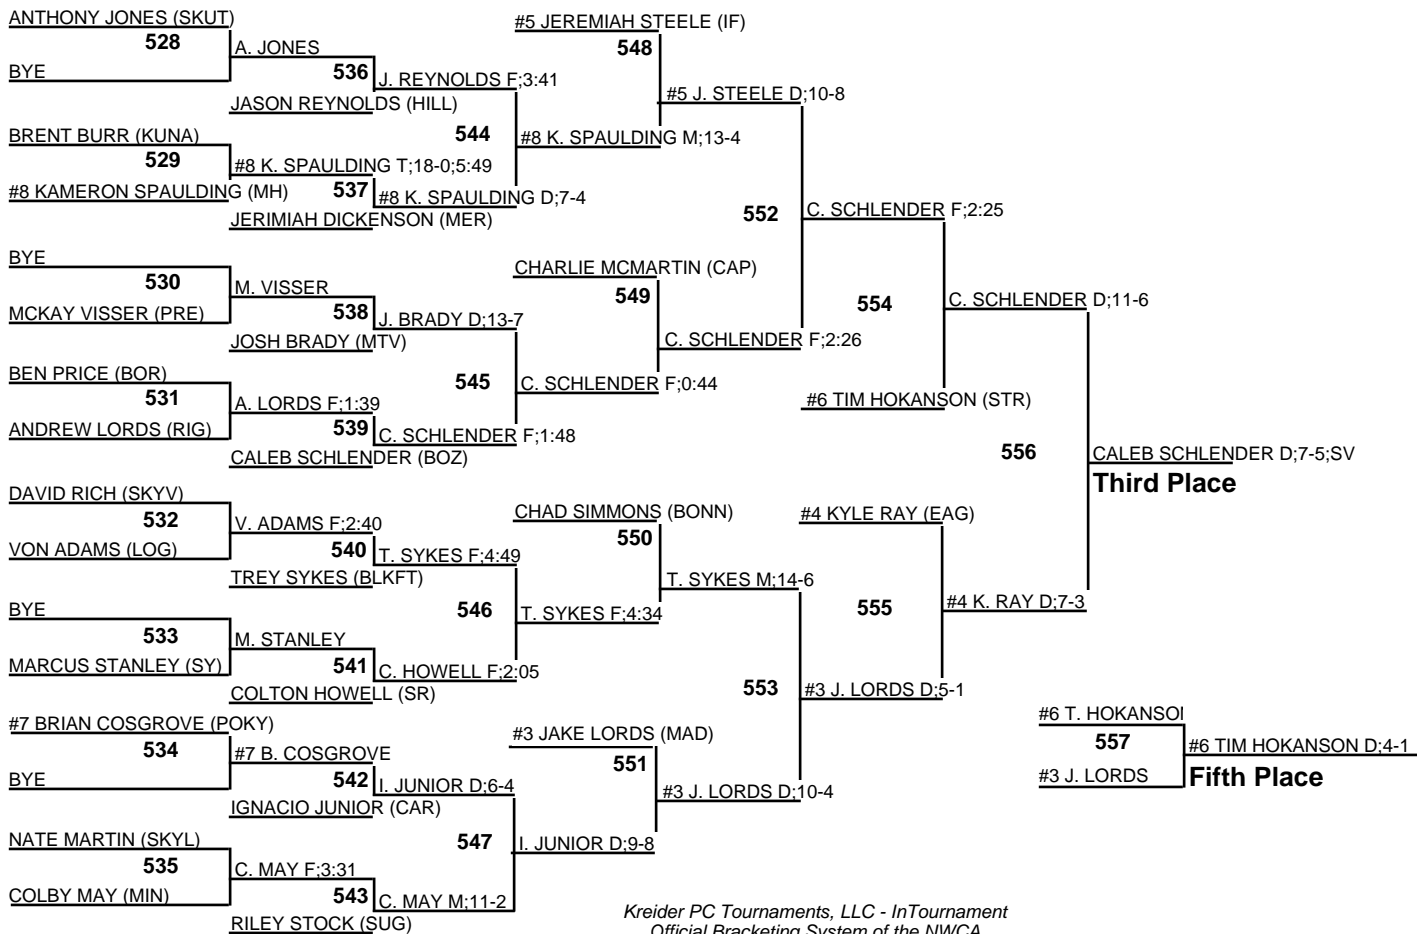 ANTHONY JONES (SKUT)
528
BYE
A. JONES
536
JASON REYNOLDS (HILL)
J. REYNOLDS F;3:41
BRENT BURR (KUNA)
529
#8 KAMERON SPAULDING (MH)
#8 K. SPAULDING T;18-0;5:49
537
JERIMIAH DICKENSON (MER)
#8 K. SPAULDING D;7-4
544
#8 K. SPAULDING M;13-4
#5 JEREMIAH STEELE (IF)
548
#5 J. STEELE D;10-8
BYE
530
MCKAY VISSER (PRE)
M. VISSER
538
JOSH BRADY (MTV)
J. BRADY D;13-7
BEN PRICE (BOR)
531
ANDREW LORDS (RIG)
A. LORDS F;1:39
539
CALEB SCHLENDER (BOZ)
C. SCHLENDER F;1:48
545
C. SCHLENDER F;0:44
CHARLIE MCMARTIN (CAP)
549
C. SCHLENDER F;2:26
552
C. SCHLENDER F;2:25
554
#6 TIM HOKANSON (STR)
C. SCHLENDER D;11-6
DAVID RICH (SKYV)
532
VON ADAMS (LOG)
V. ADAMS F;2:40
540
TREY SYKES (BLKFT)
T. SYKES F;4:49
BYE
533
MARCUS STANLEY (SY)
M. STANLEY
541
COLTON HOWELL (SR)
C. HOWELL F;2:05
546
T. SYKES F;4:34
CHAD SIMMONS (BONN)
550
T. SYKES M;14-6
#7 BRIAN COSGROVE (POKY)
534
BYE
#7 B. COSGROVE
542
IGNACIO JUNIOR (CAR)
I. JUNIOR D;6-4
NATE MARTIN (SKYL)
535
COLBY MAY (MIN)
C. MAY F;3:31
543
RILEY STOCK (SUG)
C. MAY M;11-2
547
I. JUNIOR D;9-8
#3 JAKE LORDS (MAD)
551
#3 J. LORDS D;10-4
553
#3 J. LORDS D;5-1
#4 KYLE RAY (EAG)
555
#4 K. RAY D;7-3
556
CALEB SCHLENDER D;7-5;SV
Third Place
#6 T. HOKANSO
557
#3 J. LORDS
#6 TIM HOKANSON D;4-1
Fifth Place
Kreider PC Tournaments, LLC - InTournament
Official Bracketing System of the NWCA